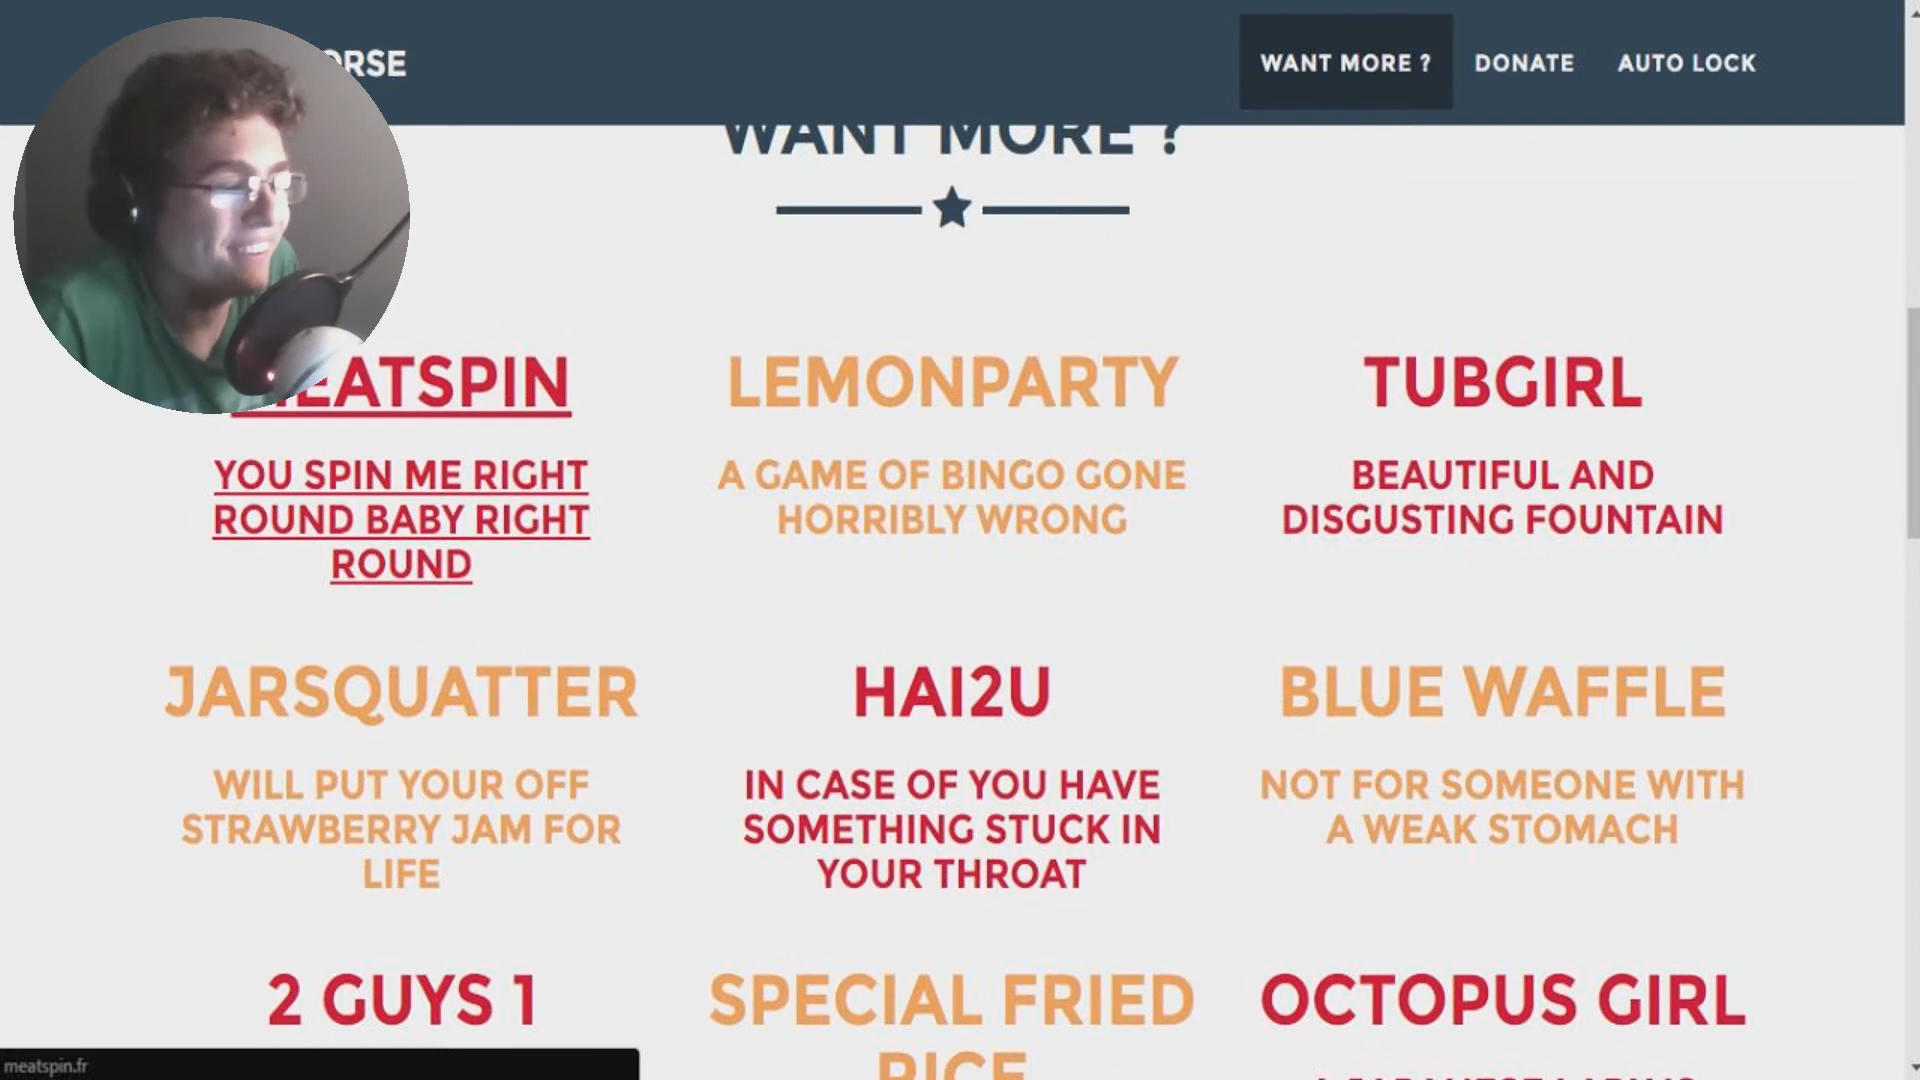 ORSE
WANT MORE ?
DONATE
AUTO LOCK
WANT MORE ?
EATSPIN
LEMONPARTY
TUBGIRL
YOU SPIN ME RIGHT
ROUND BABY RIGHT
ROUND
A GAME OF BINGO GONE
HORRIBLY WRONG
BEAUTIFUL AND
DISGUSTING FOUNTAIN
JARSQUATTER
HAI2U
BLUE WAFFLE
WILL PUT YOUR OFF
STRAWBERRY JAM FOR
LIFE
IN CASE OF YOU HAVE
SOMETHING STUCK IN
YOUR THROAT
NOT FOR SOMEONE WITH
A WEAK STOMACH
2 GUYS 1
SPECIAL FRIED
RICE
OCTOPUS GIRL
meatspin.fr